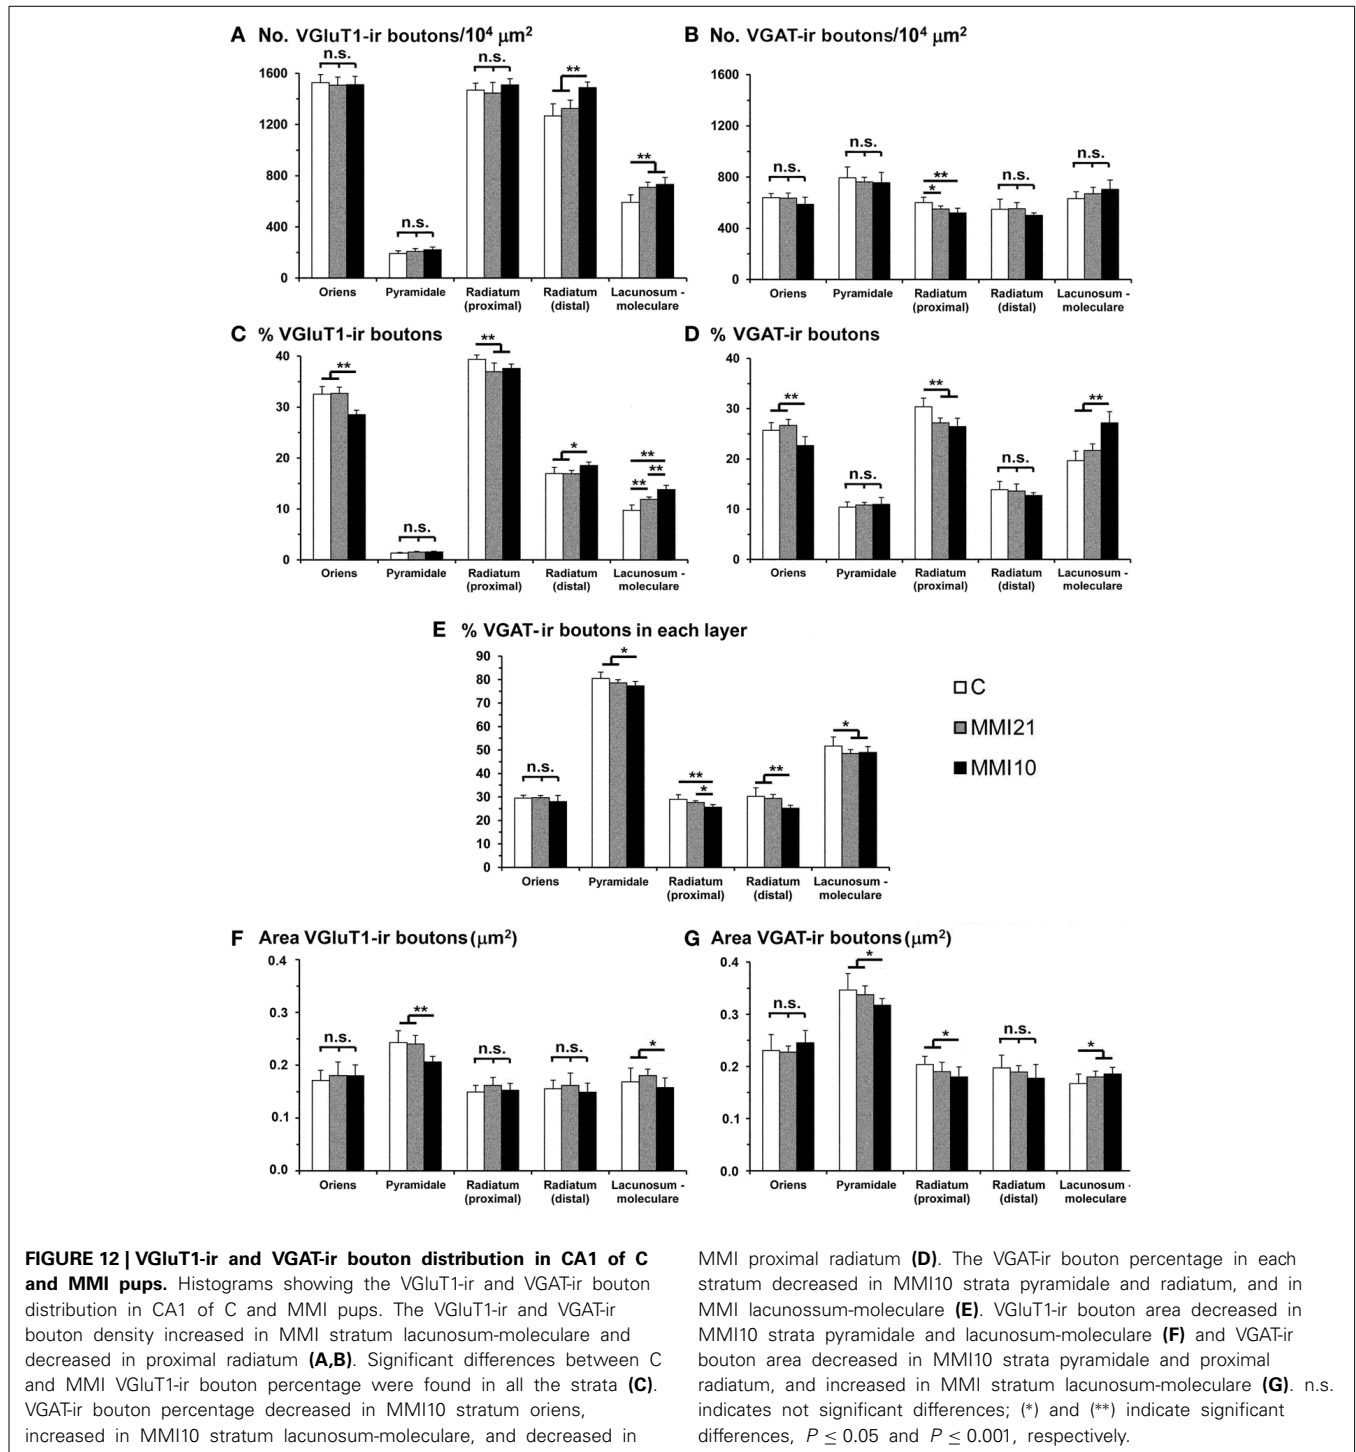 A No. VGluT1-ir boutons/10⁴ μm²
n.s.
n.s.
**
**
n.s.
1600
1200
800
400
0
Oriens
Pyramidale
Radiatum
(proximal)
Radiatum
(distal)
Lacunosum -
moleculare
B No. VGAT-ir boutons/10⁴ μm²
1600
1200
800
400
0
n.s.
n.s.
**
*
n.s.
n.s.
Oriens
Pyramidale
Radiatum
(proximal)
Radiatum
(distal)
Lacunosum -
moleculare
C % VGluT1-ir boutons
40
30
20
10
0
**
n.s.
**
*
**
**
**
Oriens
Pyramidale
Radiatum
(proximal)
Radiatum
(distal)
Lacunosum -
moleculare
D % VGAT-ir boutons
40
30
20
10
0
**
n.s.
**
n.s.
**
Oriens
Pyramidale
Radiatum
(proximal)
Radiatum
(distal)
Lacunosum -
moleculare
E % VGAT-ir boutons in each layer
90
80
70
60
50
40
30
20
10
0
n.s.
*
**
*
**
*
Oriens
Pyramidale
Radiatum
(proximal)
Radiatum
(distal)
Lacunosum -
moleculare
C
MMI21
MMI10
F Area VGluT1-ir boutons (μm²)
0.4
0.3
0.2
0.1
0.0
n.s.
**
n.s.
n.s.
*
Oriens
Pyramidale
Radiatum
(proximal)
Radiatum
(distal)
Lacunosum -
moleculare
G Area VGAT-ir boutons (μm²)
0.4
0.3
0.2
0.1
0.0
n.s.
*
*
n.s.
*
Oriens
Pyramidale
Radiatum
(proximal)
Radiatum
(distal)
Lacunosum -
moleculare
FIGURE 12 | VGluT1-ir and VGAT-ir bouton distribution in CA1 of C
and MMI pups. Histograms showing the VGluT1-ir and VGAT-ir bouton
distribution in CA1 of C and MMI pups. The VGluT1-ir and VGAT-ir
bouton density increased in MMI stratum lacunosum-moleculare and
decreased in proximal radiatum (A,B). Significant differences between C
and MMI VGluT1-ir bouton percentage were found in all the strata (C).
VGAT-ir bouton percentage decreased in MMI10 stratum oriens,
increased in MMI10 stratum lacunosum-moleculare, and decreased in
MMI proximal radiatum (D). The VGAT-ir bouton percentage in each
stratum decreased in MMI10 strata pyramidale and radiatum, and in
MMI lacunossum-moleculare (E). VGluT1-ir bouton area decreased in
MMI10 strata pyramidale and lacunosum-moleculare (F) and VGAT-ir
bouton area decreased in MMI10 strata pyramidale and proximal
radiatum, and increased in MMI stratum lacunosum-moleculare (G). n.s.
indicates not significant differences; (*) and (**) indicate significant
differences, P ≤ 0.05 and P ≤ 0.001, respectively.